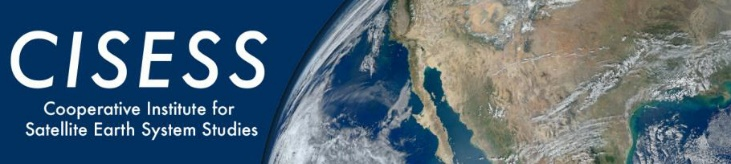 CISESS
Cooperative Institute for
Satellite Earth System Studies